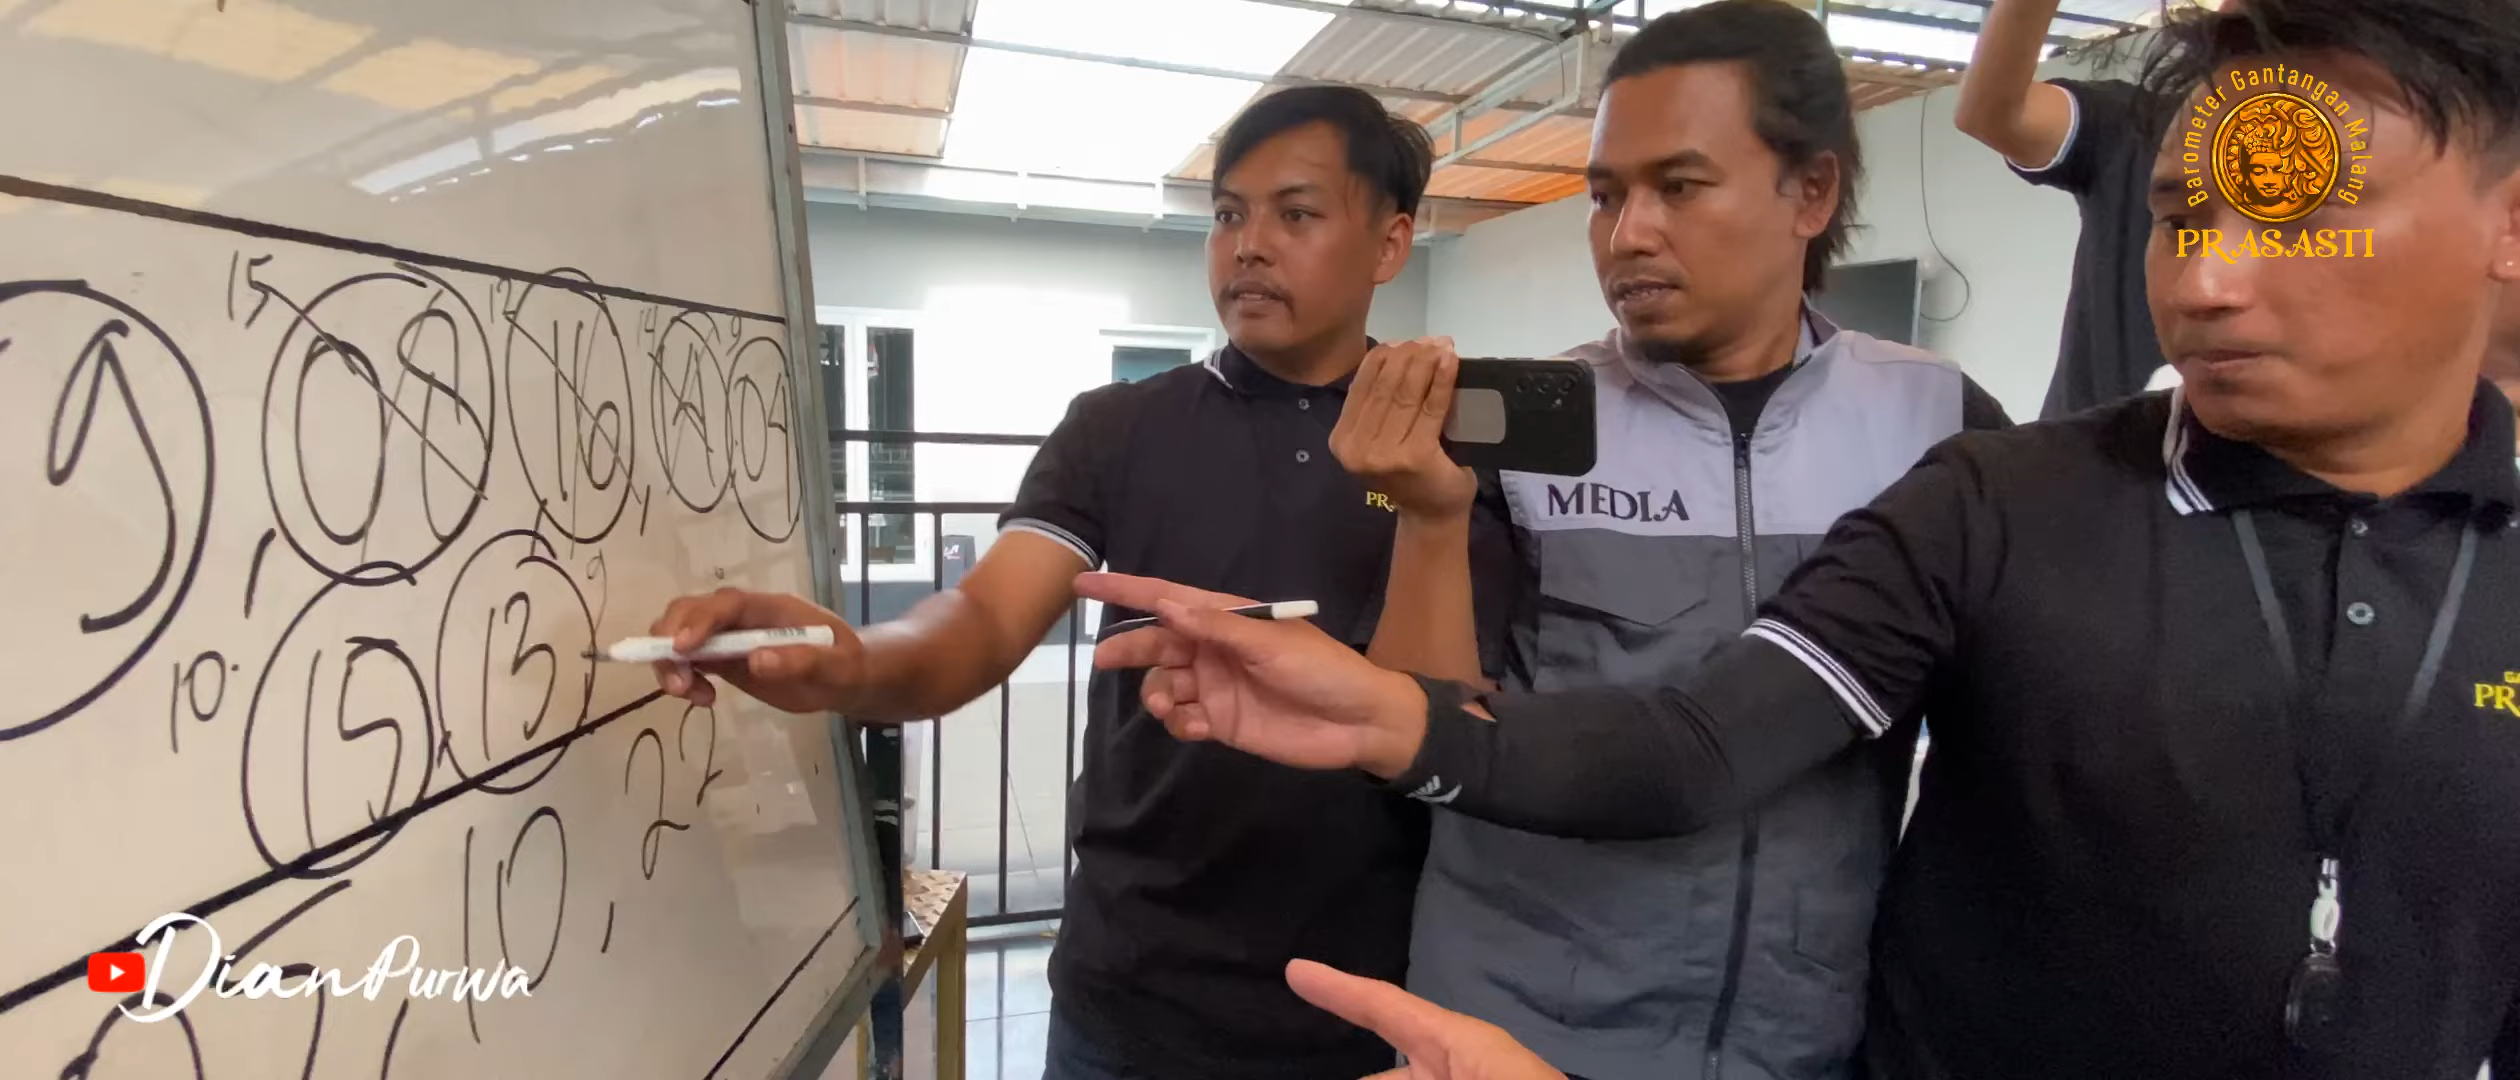 Barometer Gantangan Malang
PRASASTI
15 12 14
9 08 16 14 04
9
10. 15 13
10, 22
MEDIA
PR
PR
DianPurwa